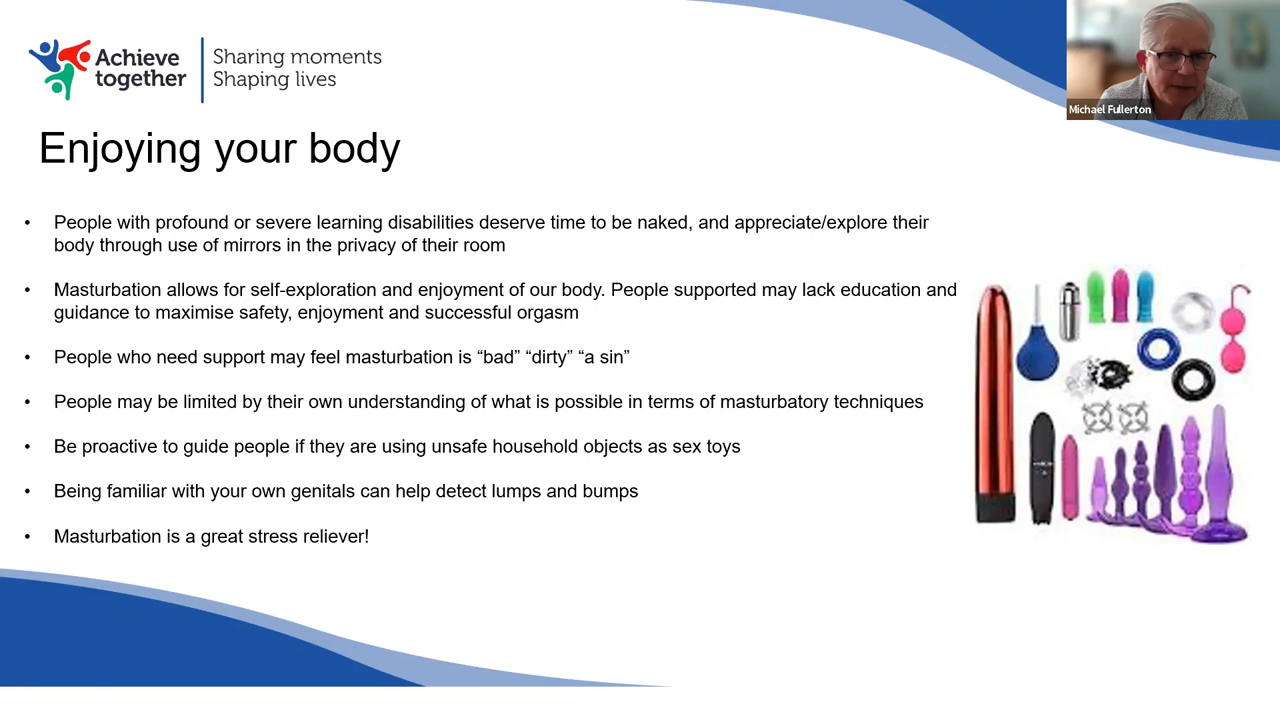 Achieve together
Sharing moments
Shaping lives
Michael Fullerton
Enjoying your body
• People with profound or severe learning disabilities deserve time to be naked, and appreciate/explore their
body through use of mirrors in the privacy of their room
• Masturbation allows for self-exploration and enjoyment of our body. People supported may lack education and
guidance to maximise safety, enjoyment and successful orgasm
• People who need support may feel masturbation is “bad” “dirty” “a sin”
• People may be limited by their own understanding of what is possible in terms of masturbatory techniques
• Be proactive to guide people if they are using unsafe household objects as sex toys
• Being familiar with your own genitals can help detect lumps and bumps
• Masturbation is a great stress reliever!